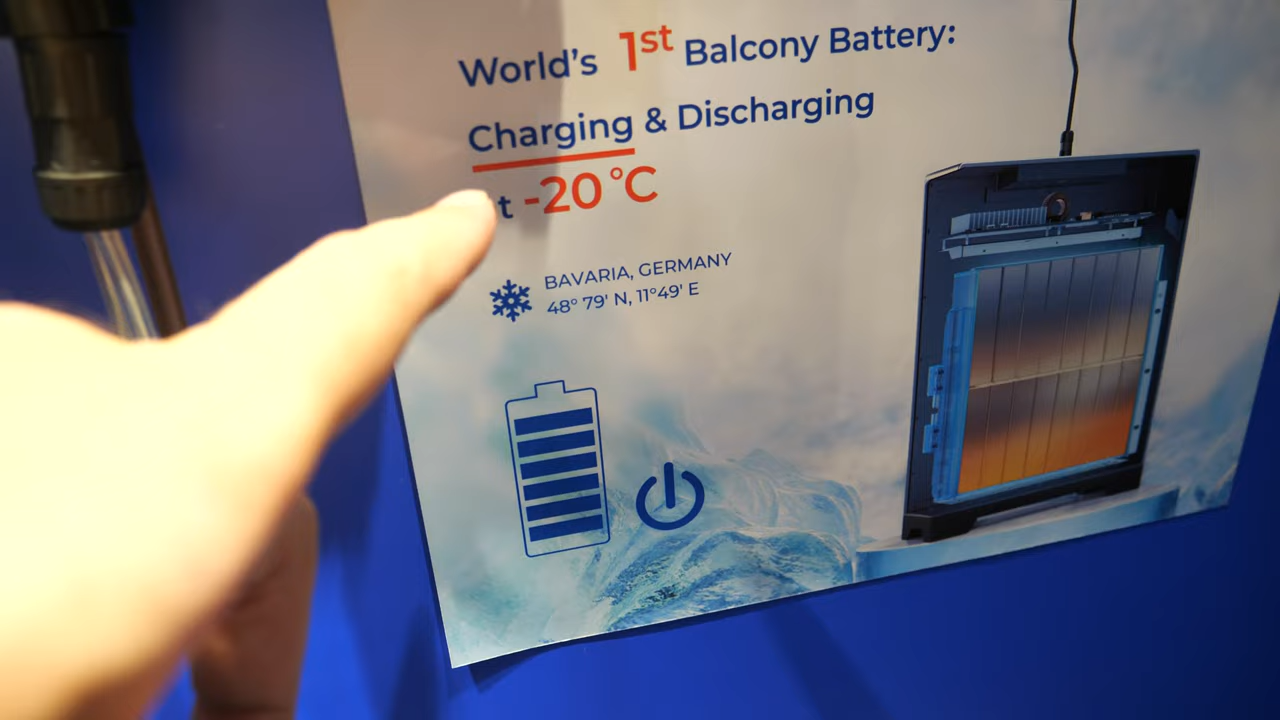 World's 1st Balcony Battery:
Charging & Discharging
t -20 °C
BAVARIA, GERMANY
48° 79' N, 11°49' E